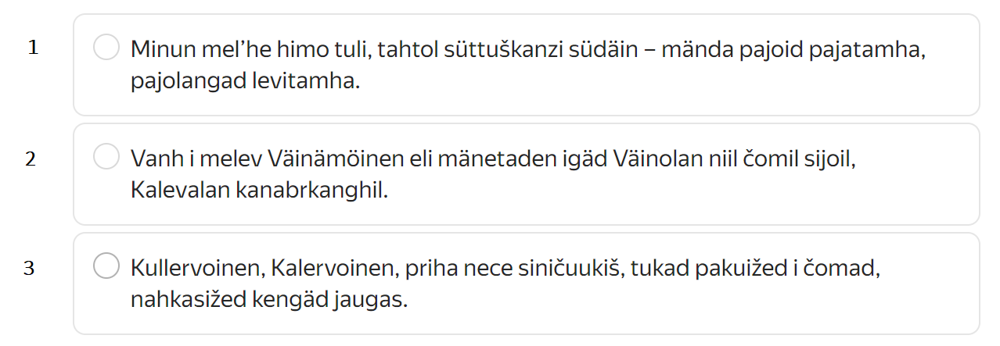 1 Minun mel’he himo tuli, tahtol süttuškanzi südäin – mända pajoid pajatamha,
pajolangad levitamha.
2 Vanh i melev Väinämöinen eli mänetaden igäd Väinolan niil čomil sijoil,
Kalevalan kanabrkanghil.
3 Kullervoinen, Kalervoinen, priha nece siničuukiš, tukad pakuižed i čomad,
nahkasižed kengäd jaugas.